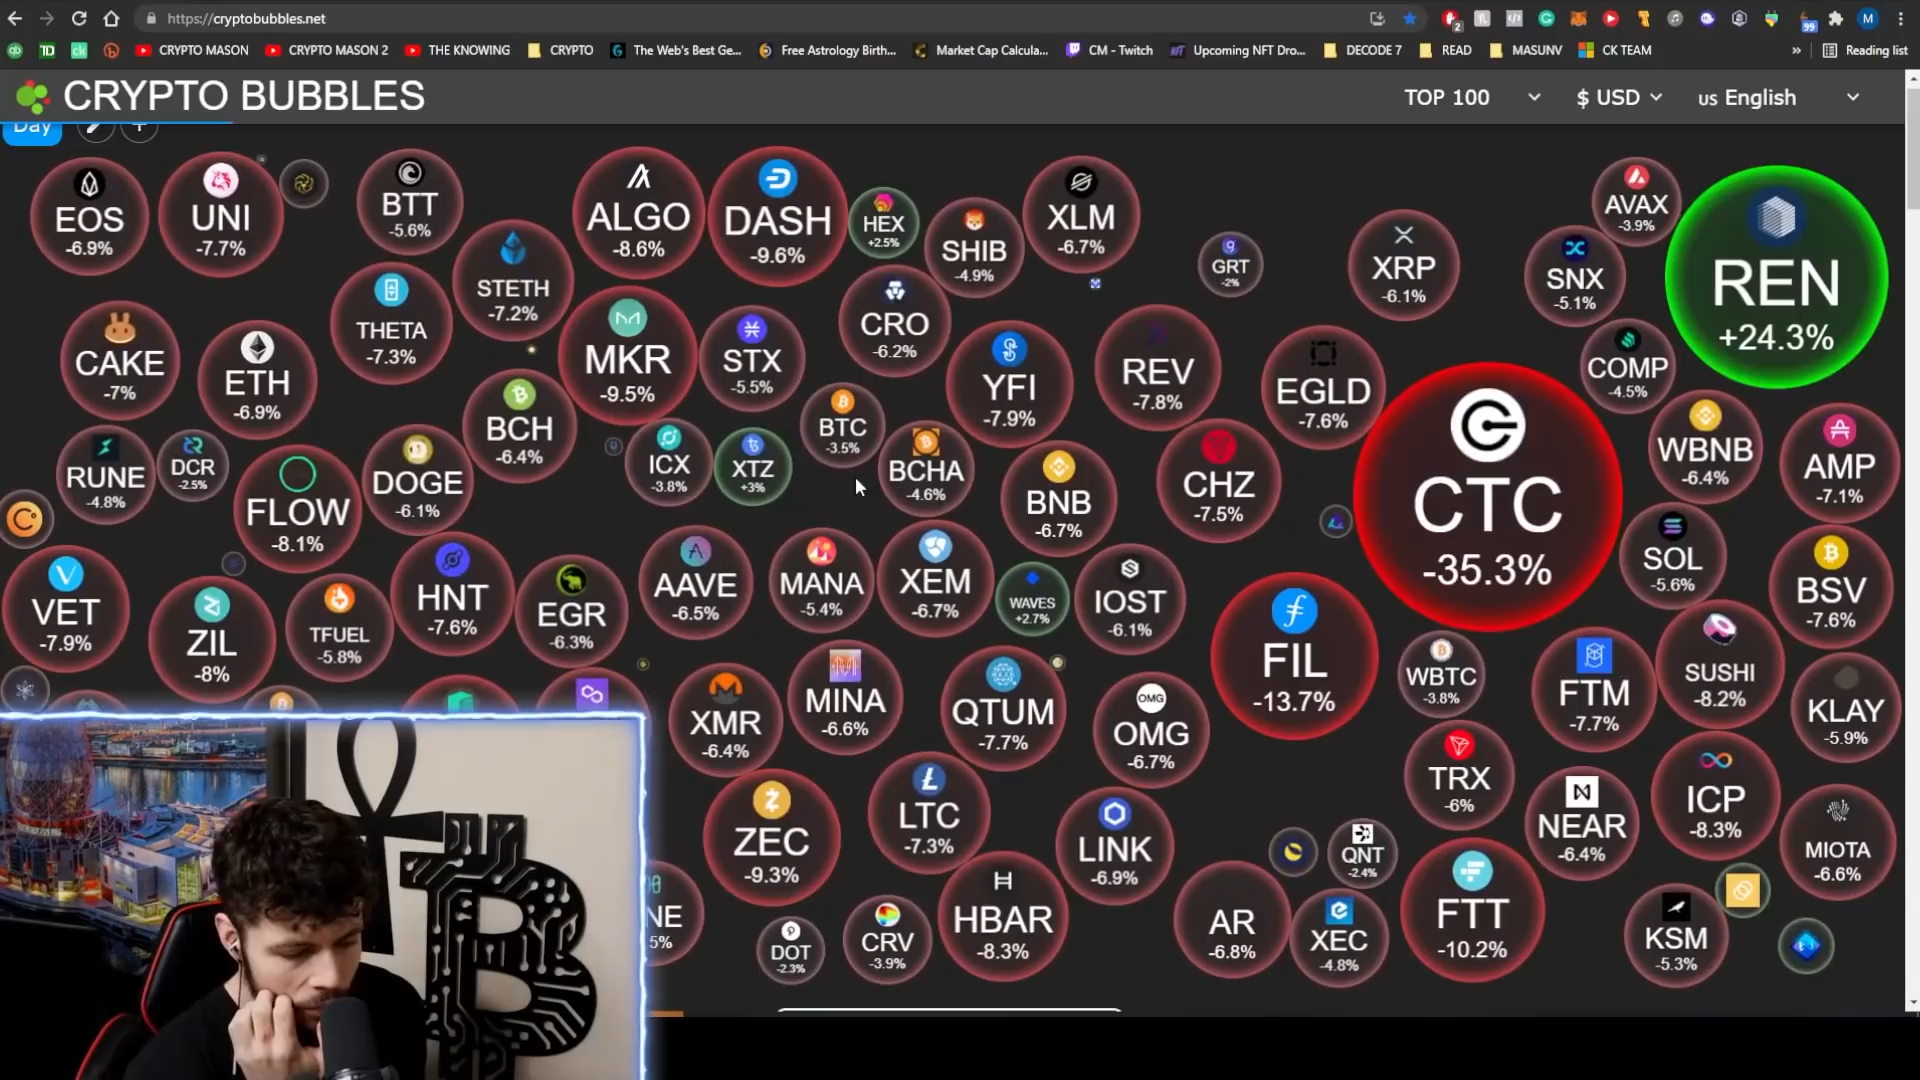 https://cryptobubbles.net
2
99
M
TD
ck
CRYPTO MASON
CRYPTO MASON 2
THE KNOWING
CRYPTO
The Web's Best Ge...
Free Astrology Birth...
Market Cap Calcula...
CM - Twitch
Upcoming NFT Dro...
DECODE 7
READ
MASUNV
CK TEAM
»
Reading list
CRYPTO BUBBLES
TOP 100
$ USD
us English
Day
EOS
-6.9%
UNI
-7.7%
BTT
-5.6%
ALGO
-8.6%
DASH
-9.6%
HEX
+2.5%
SHIB
-4.9%
XLM
-6.7%
GRT
-2%
XRP
-6.1%
AVAX
-3.9%
SNX
-5.1%
REN
+24.3%
STETH
-7.2%
THETA
-7.3%
CAKE
-7%
ETH
-6.9%
MKR
-9.5%
STX
-5.5%
CRO
-6.2%
YFI
-7.9%
REV
-7.8%
EGLD
-7.6%
COMP
-4.5%
BCH
-6.4%
BTC
-3.5%
RUNE
-4.8%
DCR
-2.5%
DOGE
-6.1%
ICX
-3.8%
XTZ
+3%
BCHA
-4.6%
BNB
-6.7%
CHZ
-7.5%
CTC
-35.3%
WBNB
-6.4%
AMP
-7.1%
FLOW
-8.1%
SOL
-5.6%
VET
-7.9%
ZIL
-8%
TFUEL
-5.8%
HNT
-7.6%
EGR
-6.3%
AAVE
-6.5%
MANA
-5.4%
XEM
-6.7%
WAVES
+2.7%
IOST
-6.1%
BSV
-7.6%
FIL
-13.7%
WBTC
-3.8%
FTM
-7.7%
SUSHI
-8.2%
KLAY
-5.9%
XMR
-6.4%
MINA
-6.6%
QTUM
-7.7%
OMG
OMG
-6.7%
TRX
-6%
ICP
-8.3%
NEAR
-6.4%
MIOTA
-6.6%
ZEC
-9.3%
LTC
-7.3%
LINK
-6.9%
QNT
-2.4%
NE
5%
DOT
-2.3%
CRV
-3.9%
HBAR
-8.3%
AR
-6.8%
XEC
-4.8%
FTT
-10.2%
KSM
-5.3%